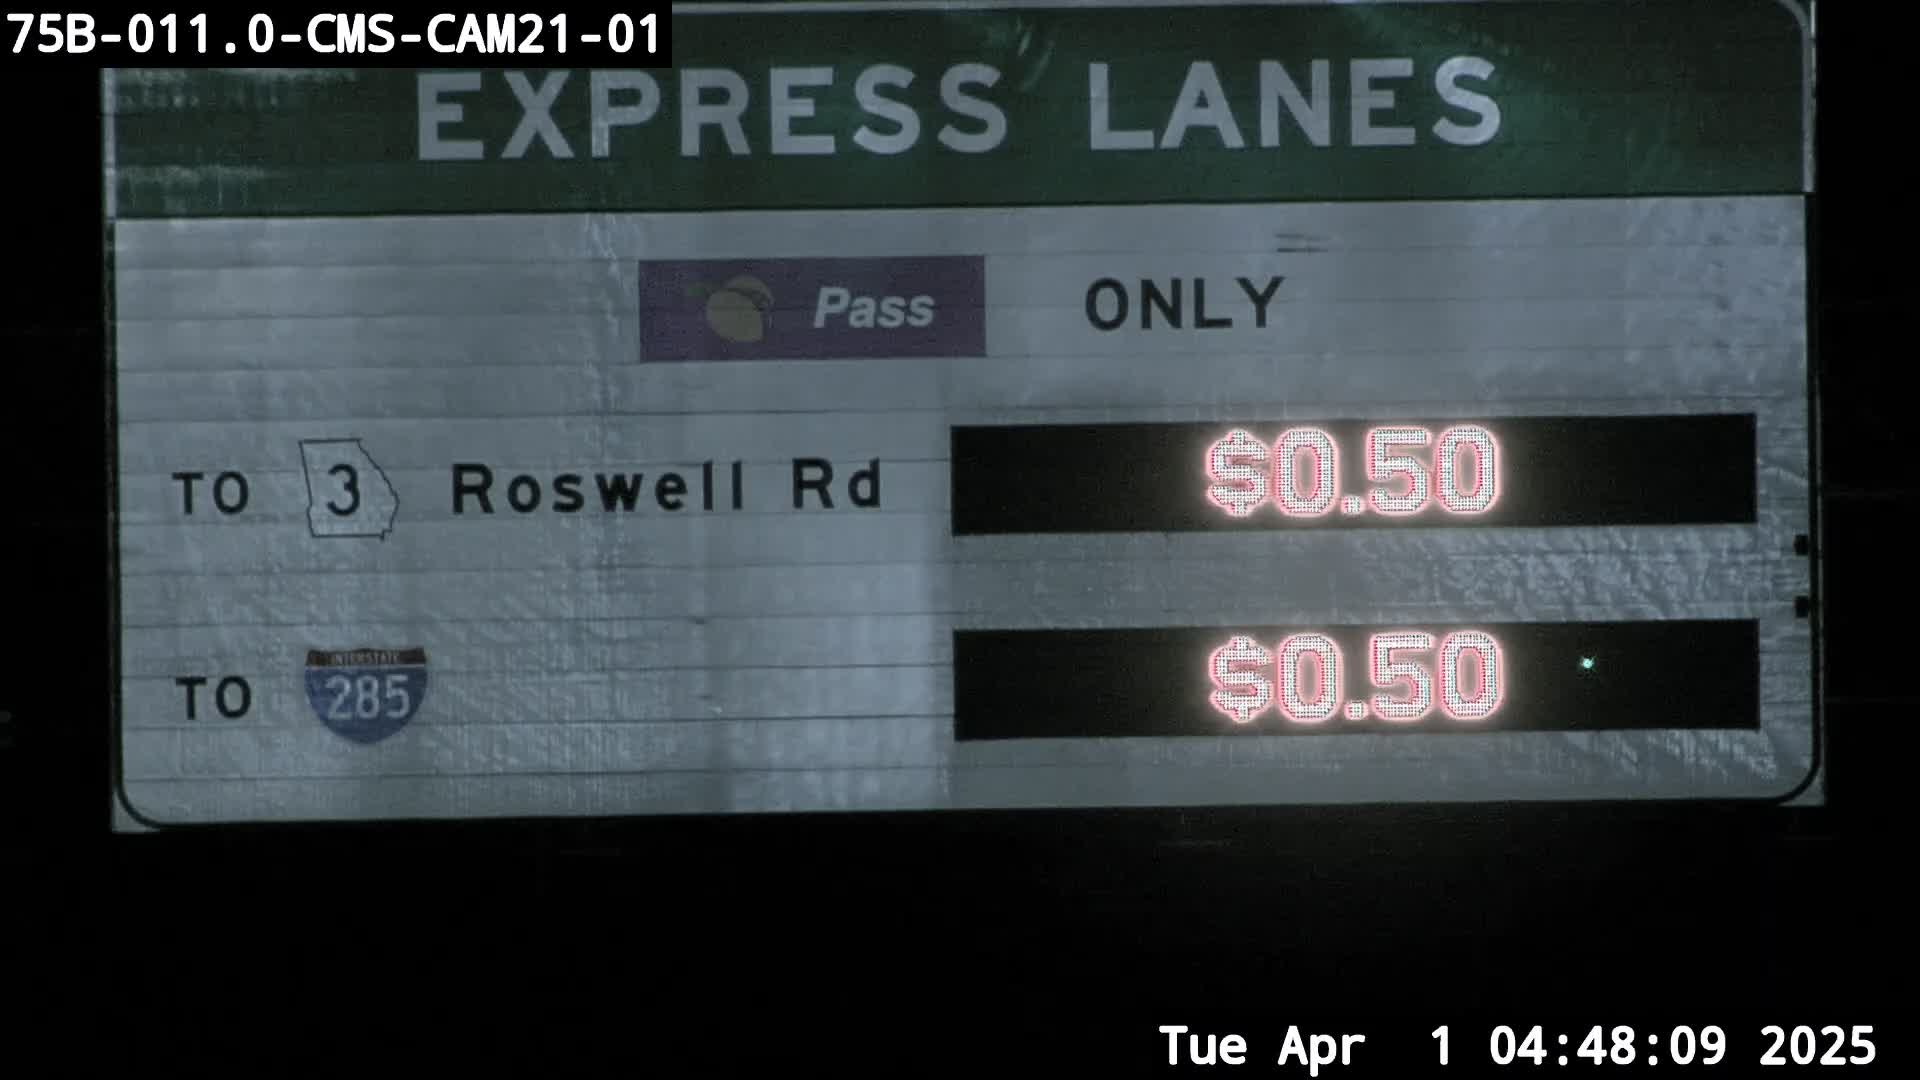 75B-011.0-CMS-CAM21-01
EXPRESS LANES
Pass ONLY
TO 3 Roswell Rd $0.50
INTERSTATE
TO 285 $0.50
Tue Apr 1 04:48:09 2025